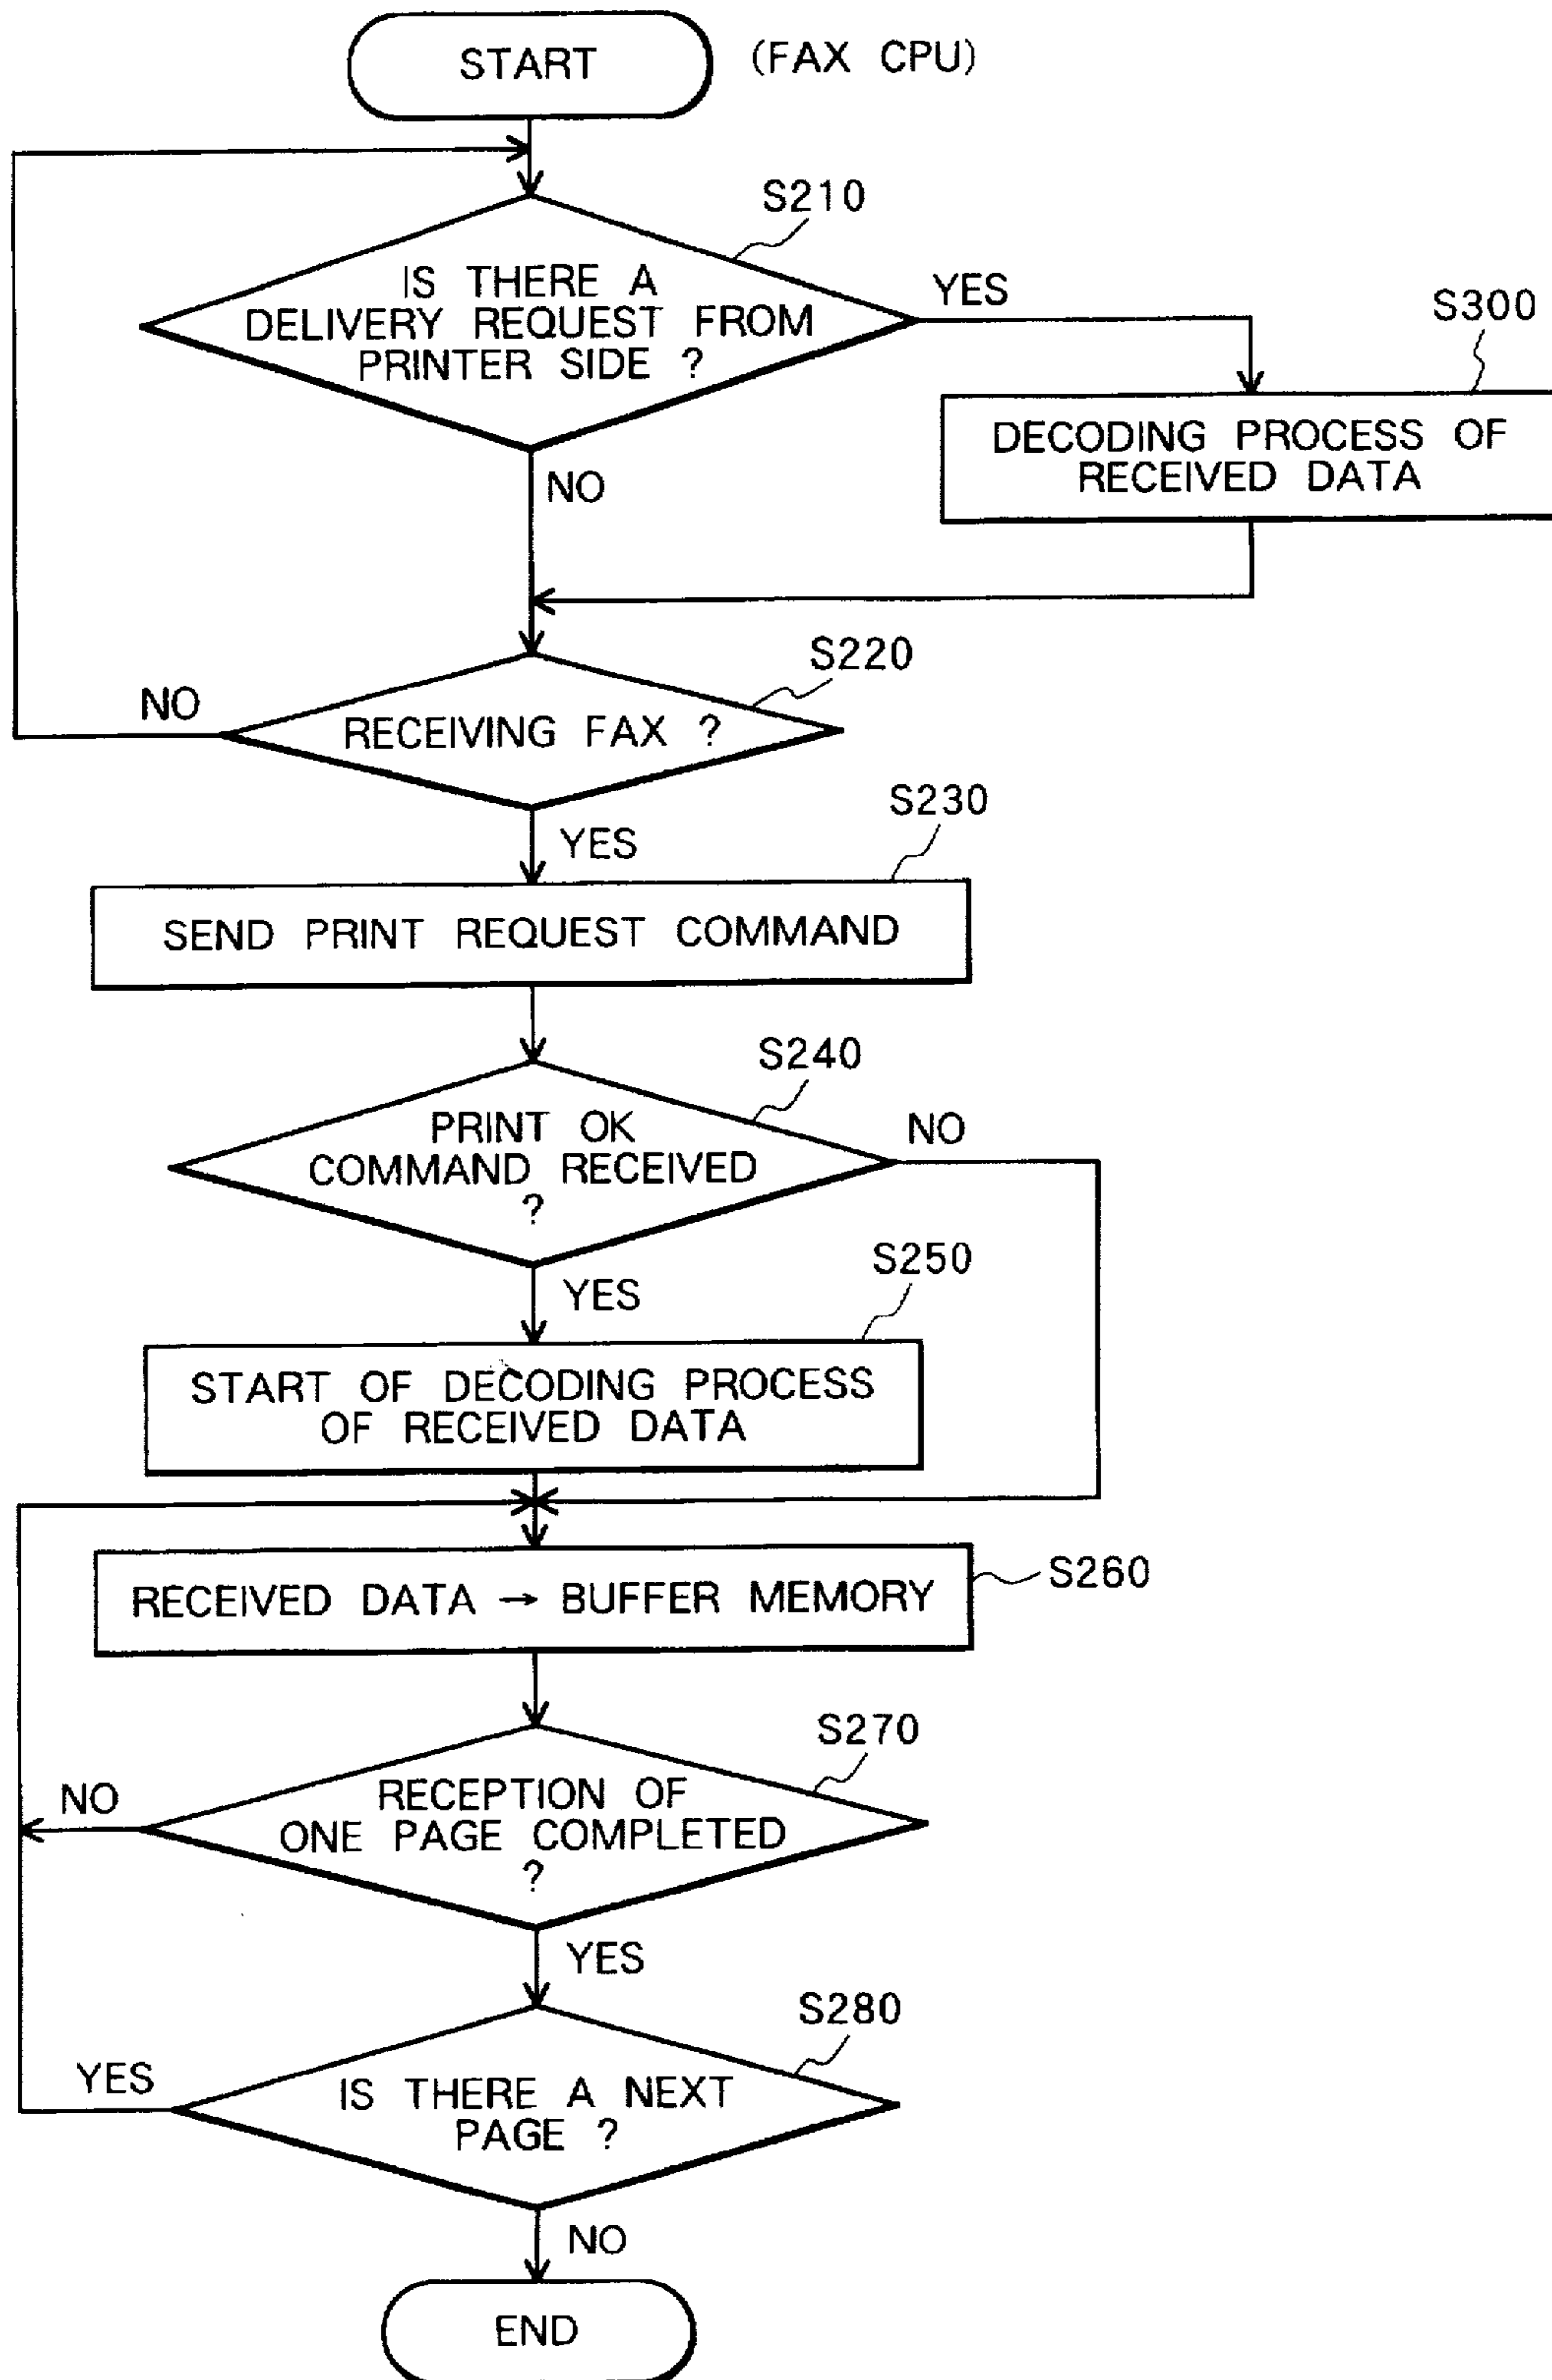 START
(FAX CPU)
S210
IS THERE A
DELIVERY REQUEST FROM
PRINTER SIDE ?
YES
S300
DECODING PROCESS OF
RECEIVED DATA
NO
S220
NO
RECEIVING FAX ?
S230
YES
SEND PRINT REQUEST COMMAND
S240
PRINT OK
COMMAND RECEIVED
?
NO
S250
YES
START OF DECODING PROCESS
OF RECEIVED DATA
RECEIVED DATA → BUFFER MEMORY
S260
S270
NO
RECEPTION OF
ONE PAGE COMPLETED
?
YES
S280
YES
IS THERE A NEXT
PAGE ?
NO
END